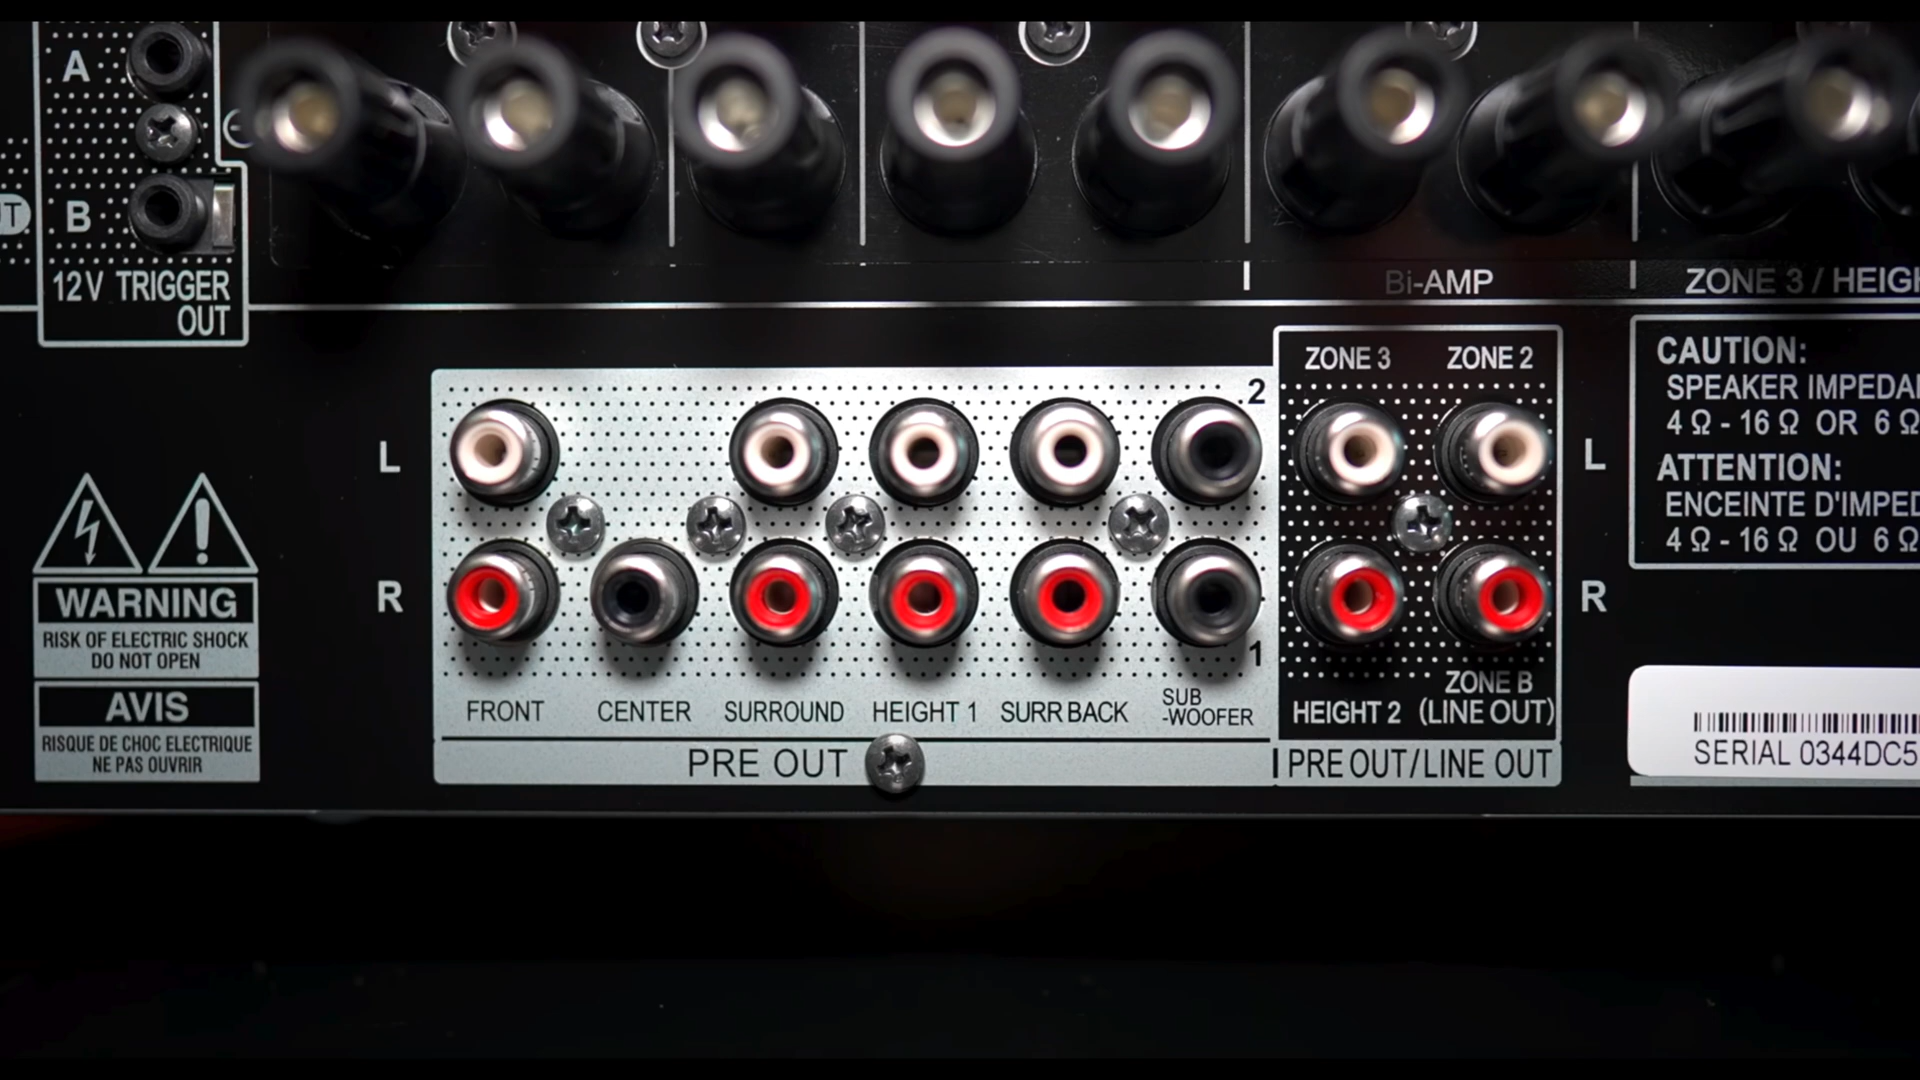 A
B
12V TRIGGER
OUT
Bi-AMP
ZONE 3 / HEIGH
CAUTION:
SPEAKER IMPEDAN
4 Ω - 16 Ω OR 6 Ω
ATTENTION:
ENCEINTE D'IMPED
4 Ω - 16 Ω OU 6 Ω
ZONE 3 ZONE 2
2
L
L
R
R
1
ZONE B
FRONT CENTER SURROUND HEIGHT 1 SURR BACK SUB
-WOOFER
HEIGHT 2 (LINE OUT)
PRE OUT
PRE OUT/LINE OUT
WARNING
RISK OF ELECTRIC SHOCK
DO NOT OPEN
AVIS
RISQUE DE CHOC ELECTRIQUE
NE PAS OUVRIR
SERIAL 0344DC5